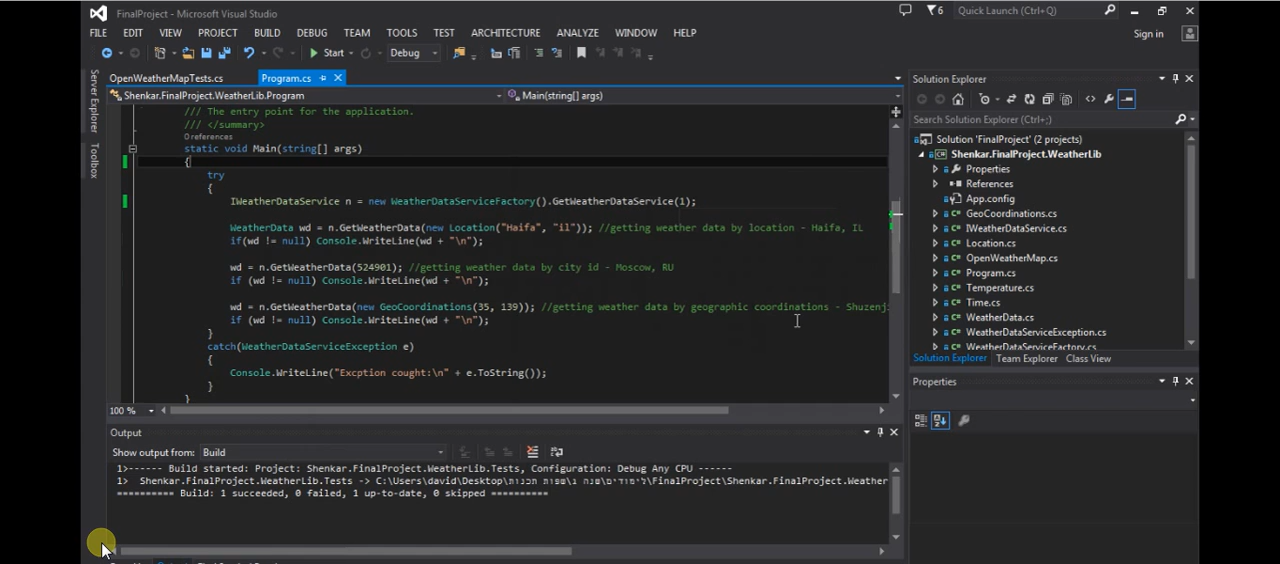 FinalProject - Microsoft Visual Studio
6
Quick Launch (Ctrl+Q)
FILE EDIT VIEW PROJECT BUILD DEBUG TEAM TOOLS TEST ARCHITECTURE ANALYZE WINDOW HELP
Sign in
Start Debug
Server Explorer
Toolbox
OpenWeatherMapTests.cs Program.cs
Shenkar.FinalProject.WeatherLib.Program Main(string[] args)
/// The entry point for the application.
/// </summary>
0 references
static void Main(string[] args)
{
try
{
IWeatherDataService n = new WeatherDataServiceFactory().GetWeatherDataService(1);
WeatherData wd = n.GetWeatherData(new Location("Haifa", "il")); //getting weather data by location - Haifa, IL
if(wd != null) Console.WriteLine(wd + "\n");
wd = n.GetWeatherData(524901); //getting weather data by city id - Moscow, RU
if (wd != null) Console.WriteLine(wd + "\n");
wd = n.GetWeatherData(new GeoCoordinations(35, 139)); //getting weather data by geographic coordinations - Shuzenji
if (wd != null) Console.WriteLine(wd + "\n");
}
catch(WeatherDataServiceException e)
{
Console.WriteLine("Excption cought:\n" + e.ToString());
}
}
100 %
Output
Show output from: Build
1>------ Build started: Project: Shenkar.FinalProject.WeatherLib.Tests, Configuration: Debug Any CPU ------
1> Shenkar.FinalProject.WeatherLib.Tests -> C:\Users\david\Desktop\לימודים\שנה ג\שפות תכנות\FinalProject\Shenkar.FinalProject.Weather
========== Build: 1 succeeded, 0 failed, 1 up-to-date, 0 skipped ==========
Solution Explorer
Search Solution Explorer (Ctrl+;)
Solution 'FinalProject' (2 projects)
Shenkar.FinalProject.WeatherLib
Properties
References
App.config
GeoCoordinations.cs
IWeatherDataService.cs
Location.cs
OpenWeatherMap.cs
Program.cs
Temperature.cs
Time.cs
WeatherData.cs
WeatherDataServiceException.cs
WeatherDataServiceFactory.cs
Solution Explorer Team Explorer Class View
Properties